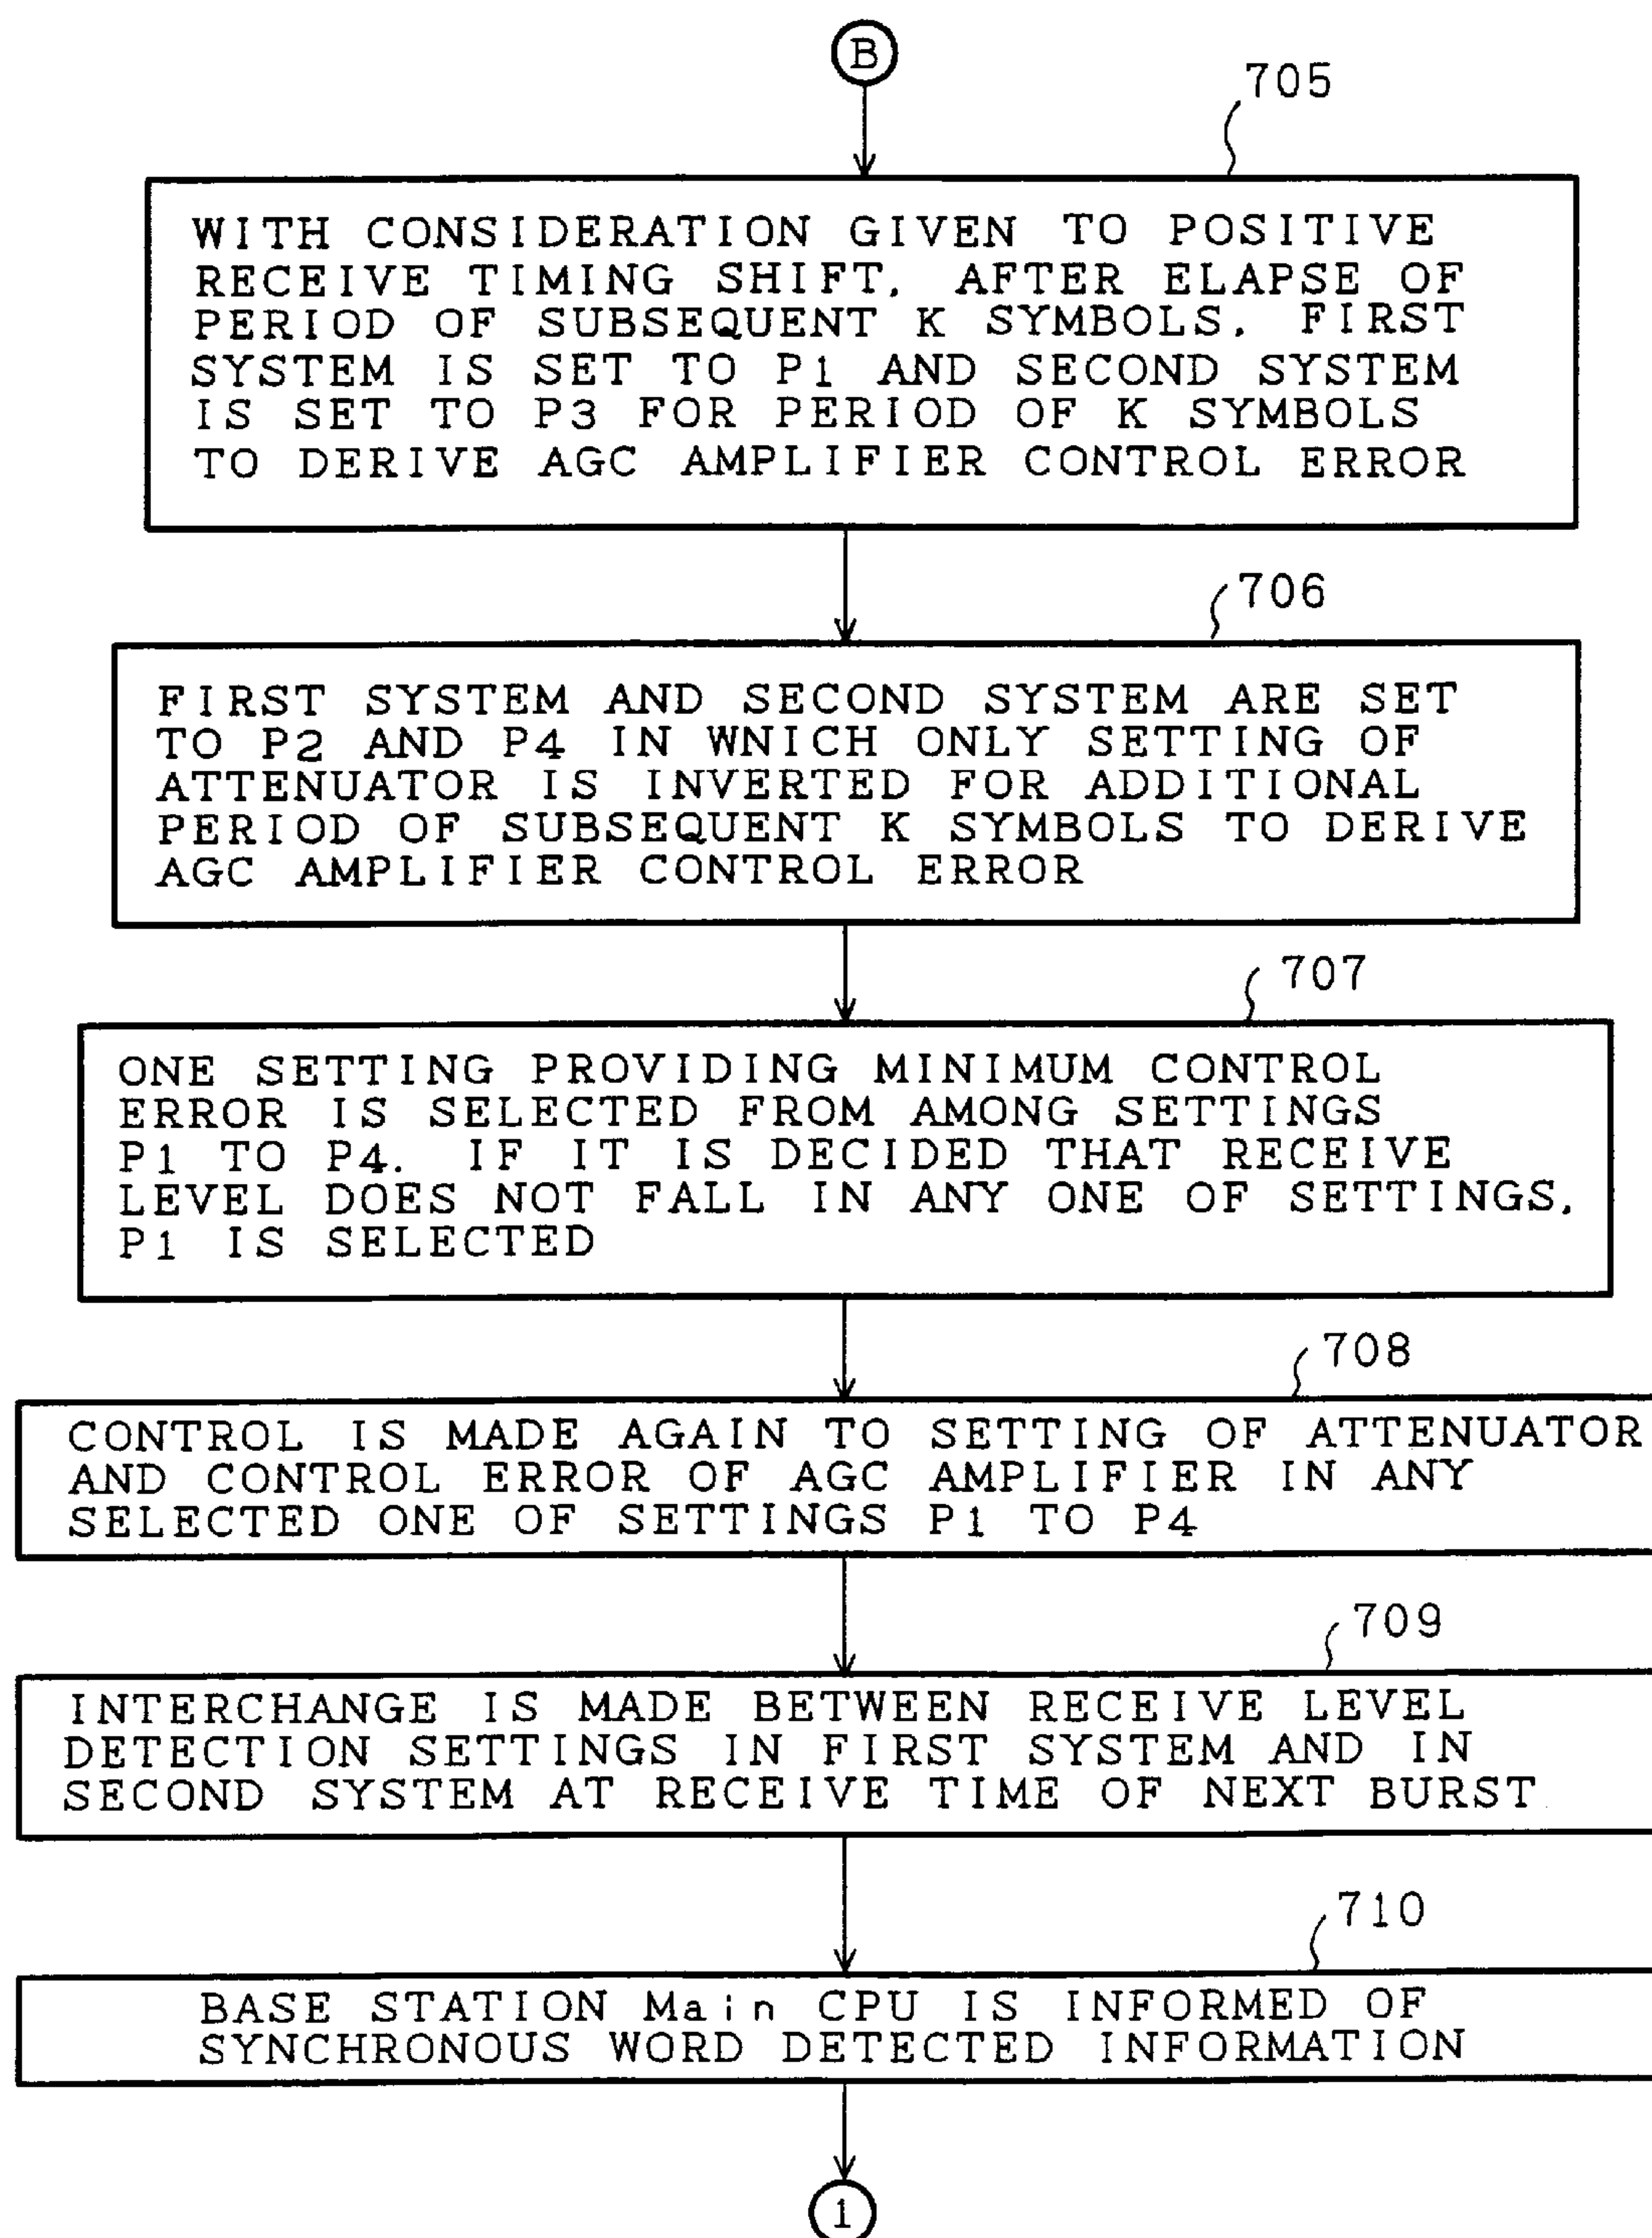 B
705
WITH CONSIDERATION GIVEN TO POSITIVE
RECEIVE TIMING SHIFT, AFTER ELAPSE OF
PERIOD OF SUBSEQUENT K SYMBOLS, FIRST
SYSTEM IS SET TO P1 AND SECOND SYSTEM
IS SET TO P3 FOR PERIOD OF K SYMBOLS
TO DERIVE AGC AMPLIFIER CONTROL ERROR
706
FIRST SYSTEM AND SECOND SYSTEM ARE SET
TO P2 AND P4 IN WNICH ONLY SETTING OF
ATTENUATOR IS INVERTED FOR ADDITIONAL
PERIOD OF SUBSEQUENT K SYMBOLS TO DERIVE
AGC AMPLIFIER CONTROL ERROR
707
ONE SETTING PROVIDING MINIMUM CONTROL
ERROR IS SELECTED FROM AMONG SETTINGS
P1 TO P4. IF IT IS DECIDED THAT RECEIVE
LEVEL DOES NOT FALL IN ANY ONE OF SETTINGS,
P1 IS SELECTED
708
CONTROL IS MADE AGAIN TO SETTING OF ATTENUATOR
AND CONTROL ERROR OF AGC AMPLIFIER IN ANY
SELECTED ONE OF SETTINGS P1 TO P4
709
INTERCHANGE IS MADE BETWEEN RECEIVE LEVEL
DETECTION SETTINGS IN FIRST SYSTEM AND IN
SECOND SYSTEM AT RECEIVE TIME OF NEXT BURST
710
BASE STATION Main CPU IS INFORMED OF
SYNCHRONOUS WORD DETECTED INFORMATION
1